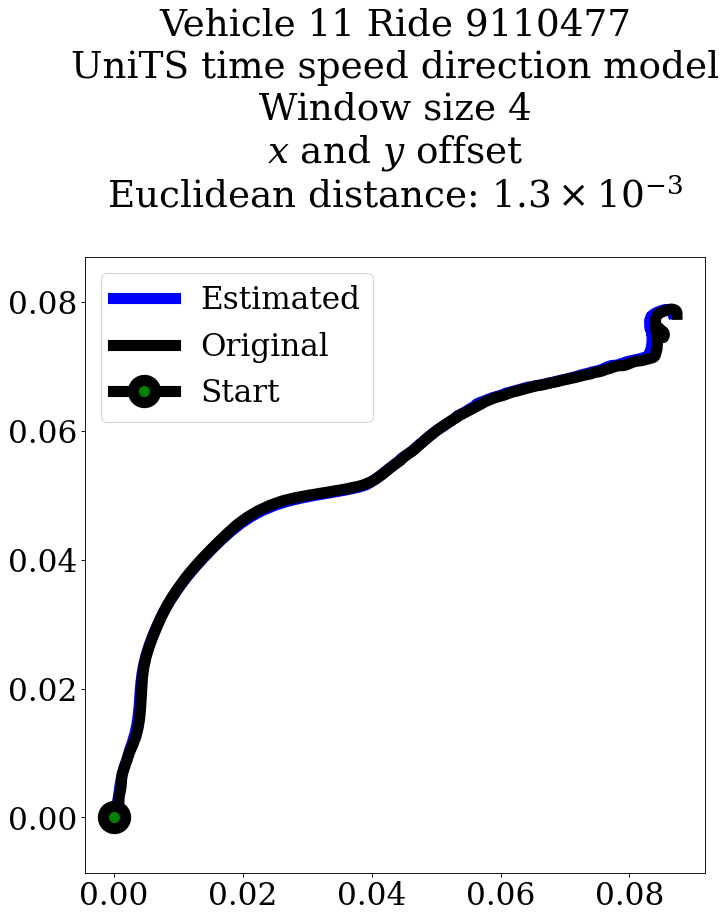 Vehicle 11 Ride 9110477
UniTS time speed direction model
Window size 4
x and y offset
Euclidean distance: 1.3 × 10⁻³
Estimated
Original
Start
0.08
0.06
0.04
0.02
0.00
0.00 0.02 0.04 0.06 0.08